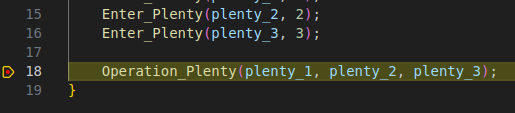 15 Enter_Plenty(plenty_2, 2);
16 Enter_Plenty(plenty_3, 3);
17
18 Operation_Plenty(plenty_1, plenty_2, plenty_3);
19 }